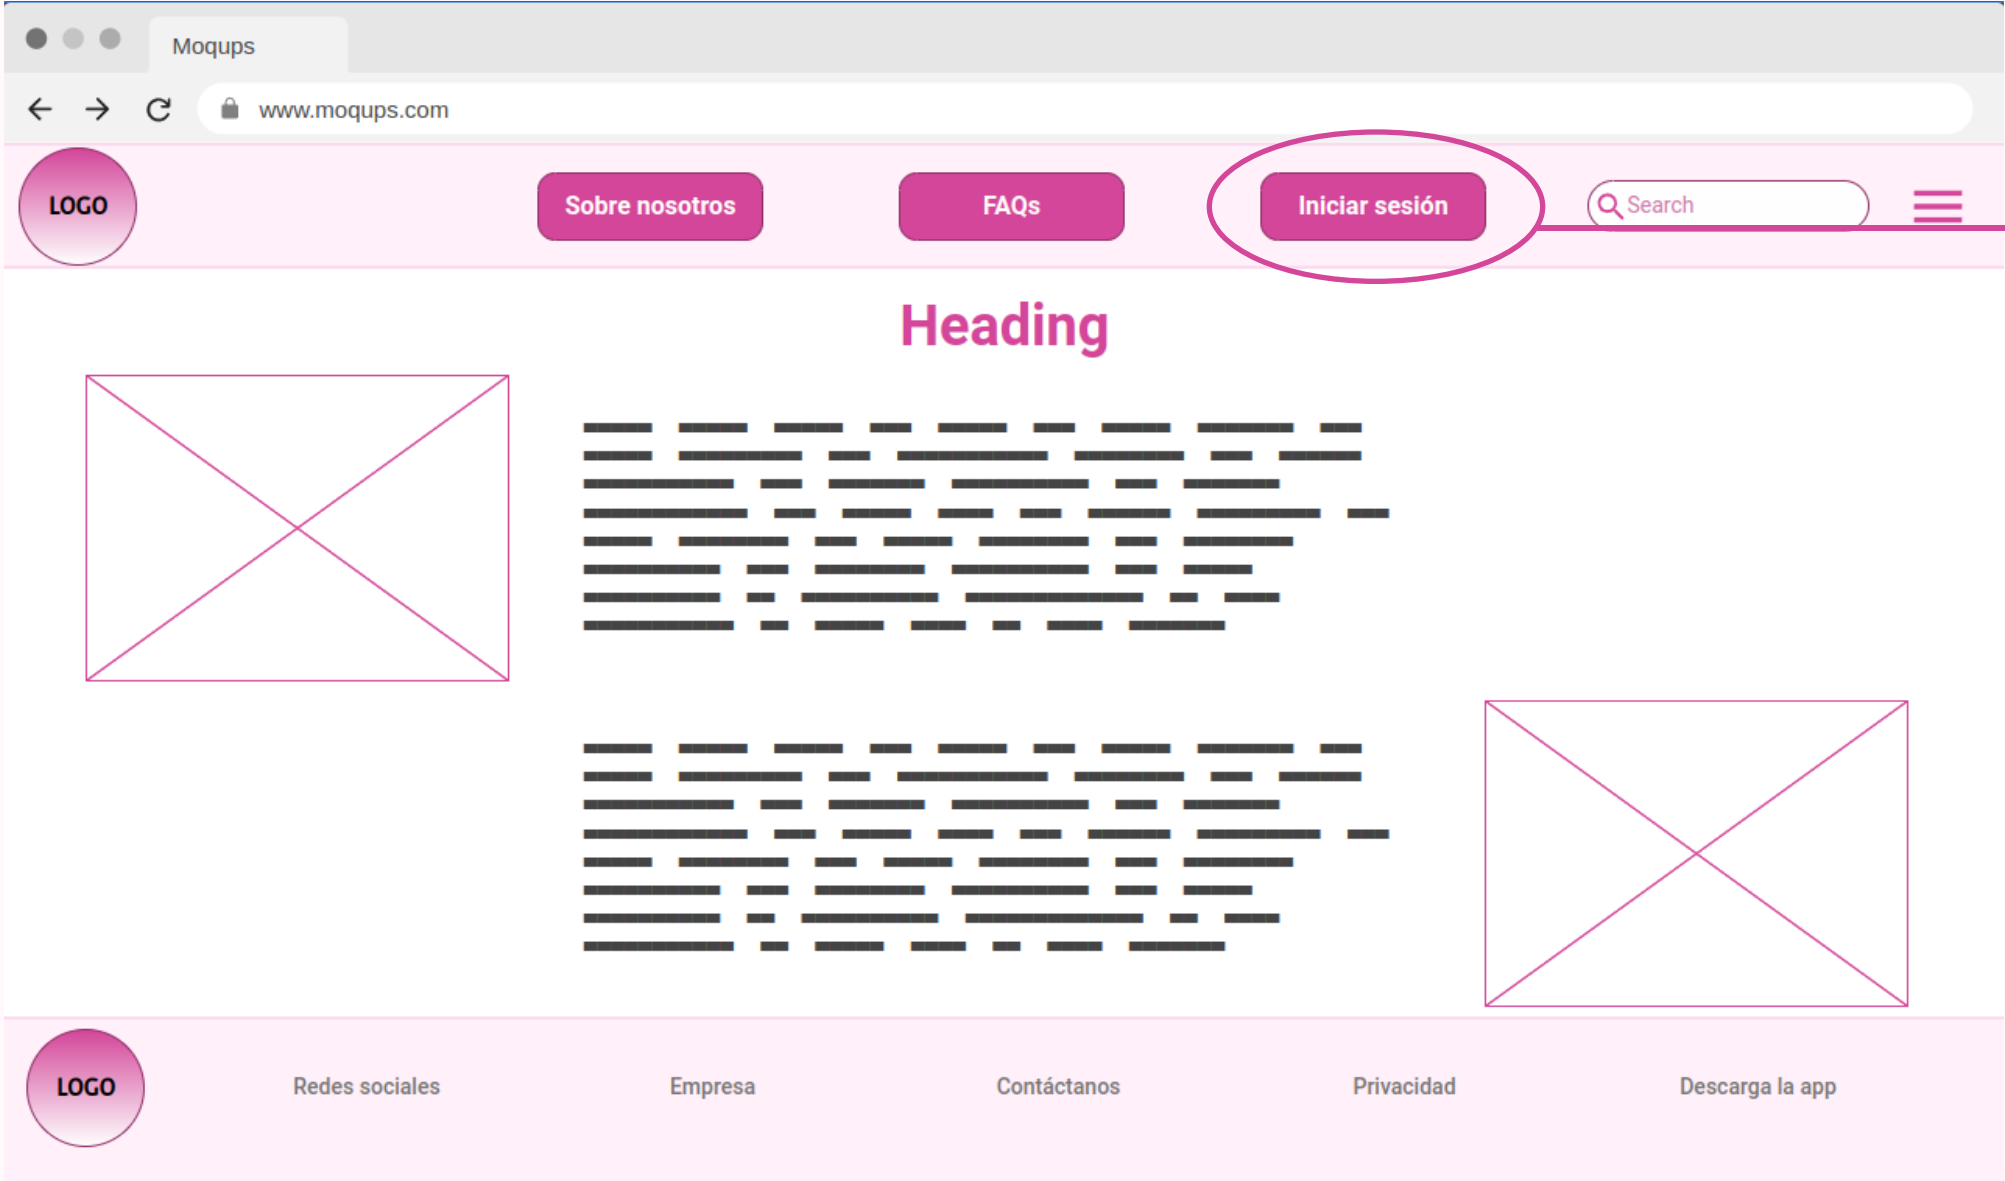 Moqups
www.moqups.com
LOGO
Sobre nosotros
FAQs
Iniciar sesión
Search
Heading
LOGO
Redes sociales
Empresa
Contáctanos
Privacidad
Descarga la app